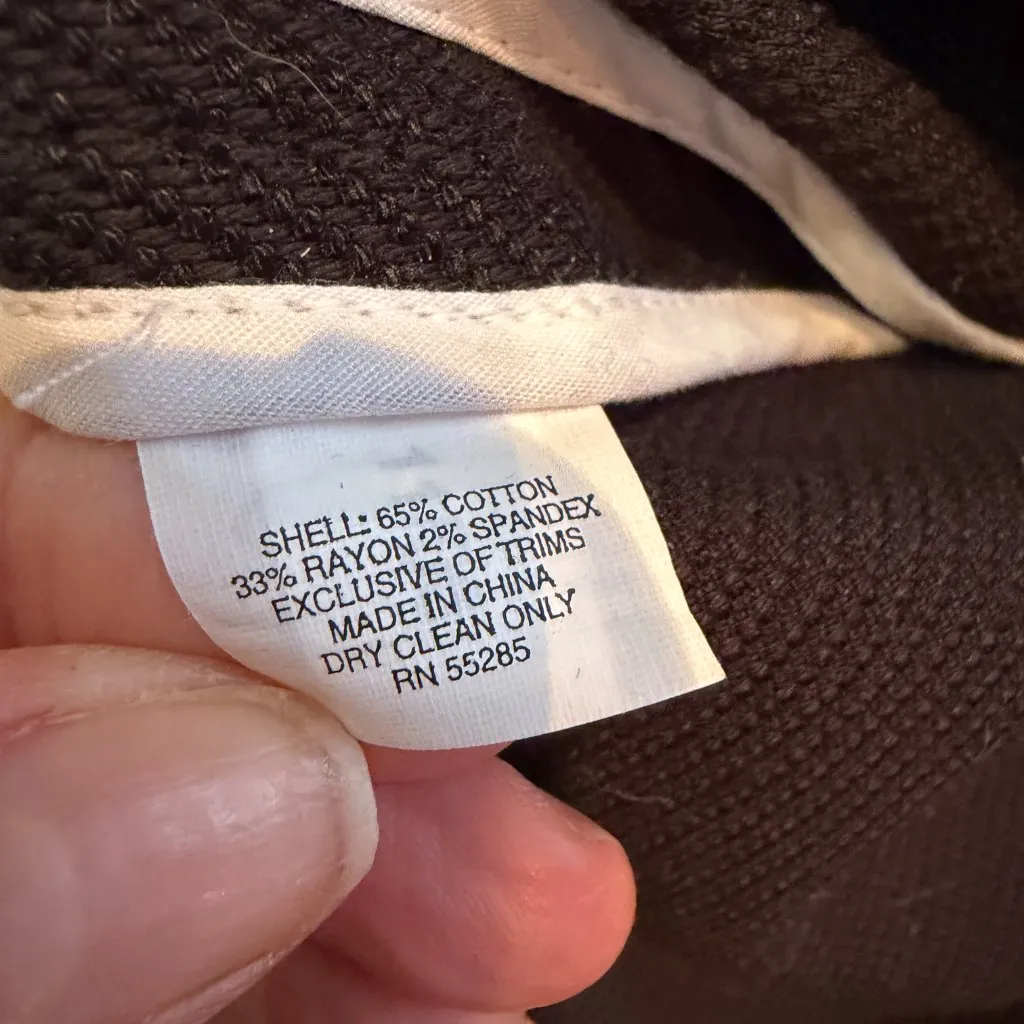 SHELL: 65% COTTON
33% RAYON 2% SPANDEX
EXCLUSIVE OF TRIMS
MADE IN CHINA
DRY CLEAN ONLY
RN 55285